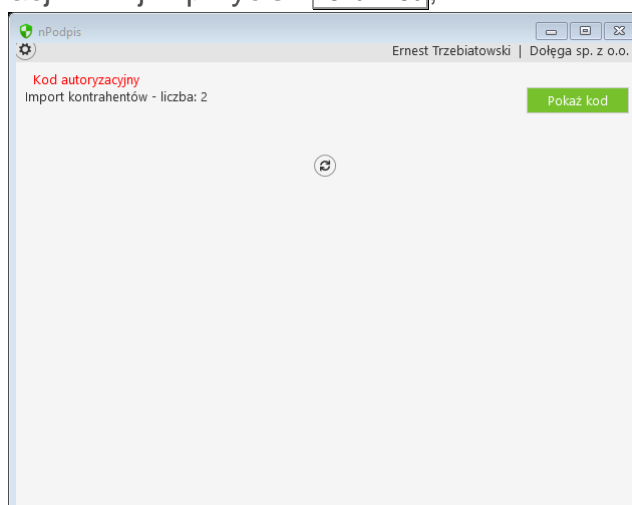 nPodpis
Ernest Trzebiatowski | Dołęga sp. z o.o.
Kod autoryzacyjny
Import kontrahentów - liczba: 2
Pokaż kod